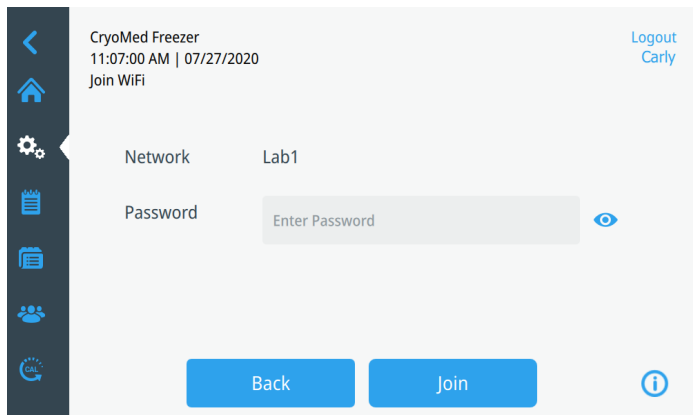 CryoMed Freezer
11:07:00 AM | 07/27/2020
Join WiFi
Logout
Carly
Network Lab1
Password Enter Password
CAL
Back Join